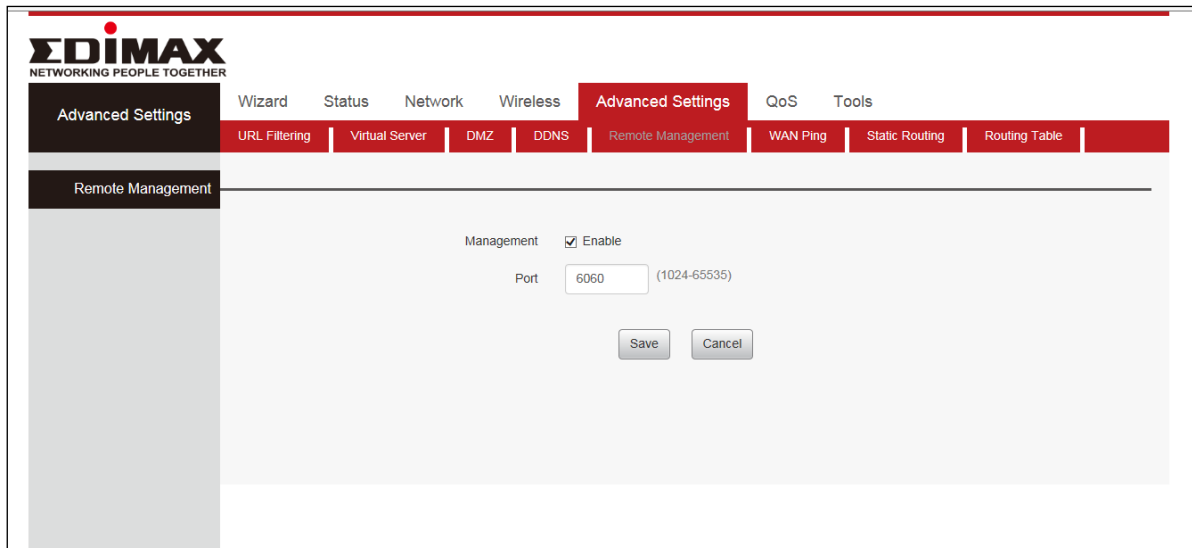 EDiMAX
NETWORKING PEOPLE TOGETHER
Advanced Settings
Wizard Status Network Wireless Advanced Settings QoS Tools
URL Filtering Virtual Server DMZ DDNS Remote Management WAN Ping Static Routing Routing Table
Remote Management
Management Enable
Port 6060 (1024-65535)
Save Cancel